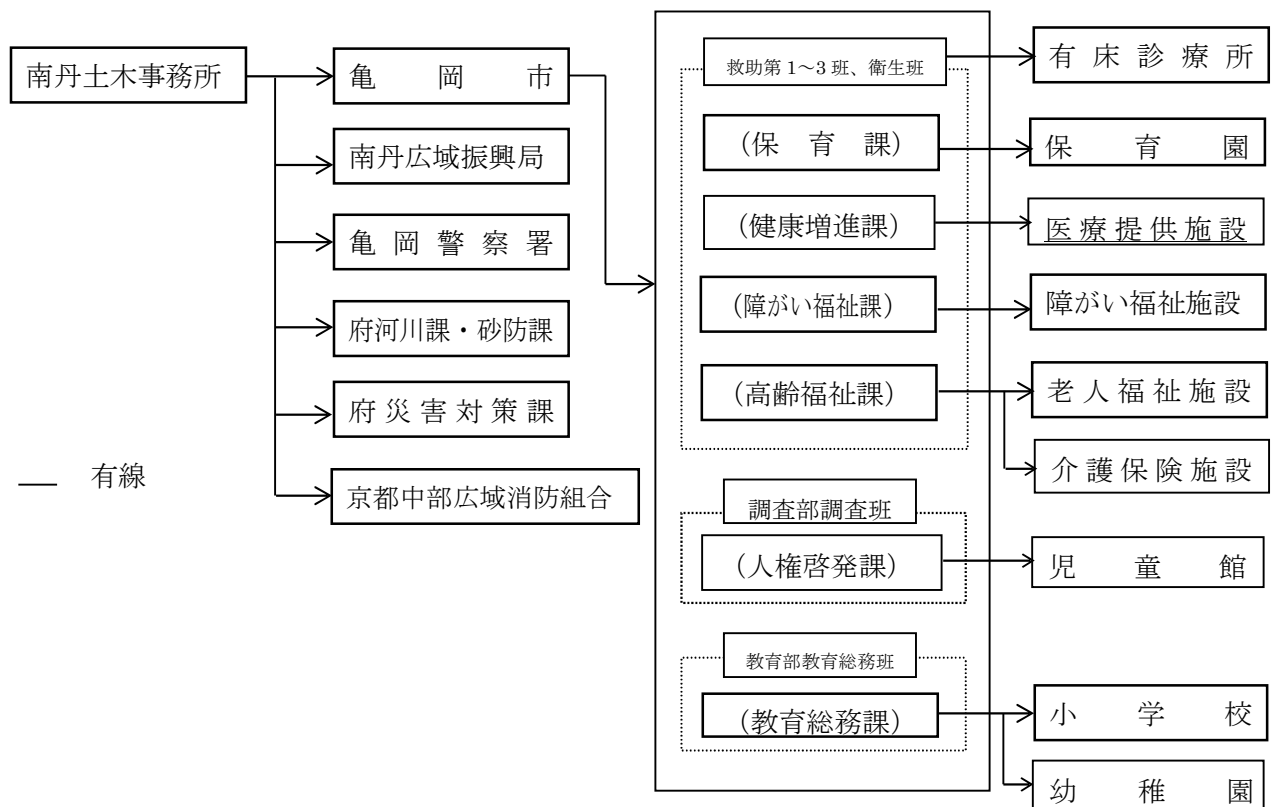 南丹土木事務所
亀岡市
南丹広域振興局
亀岡警察署
府河川課・砂防課
府災害対策課
京都中部広域消防組合
有線
救助第1～3班、衛生班
(保育課)
(健康増進課)
(障がい福祉課)
(高齢福祉課)
調査部調査班
(人権啓発課)
教育部教育総務班
(教育総務課)
有床診療所
保育園
医療提供施設
障がい福祉施設
老人福祉施設
介護保険施設
児童館
小学校
幼稚園